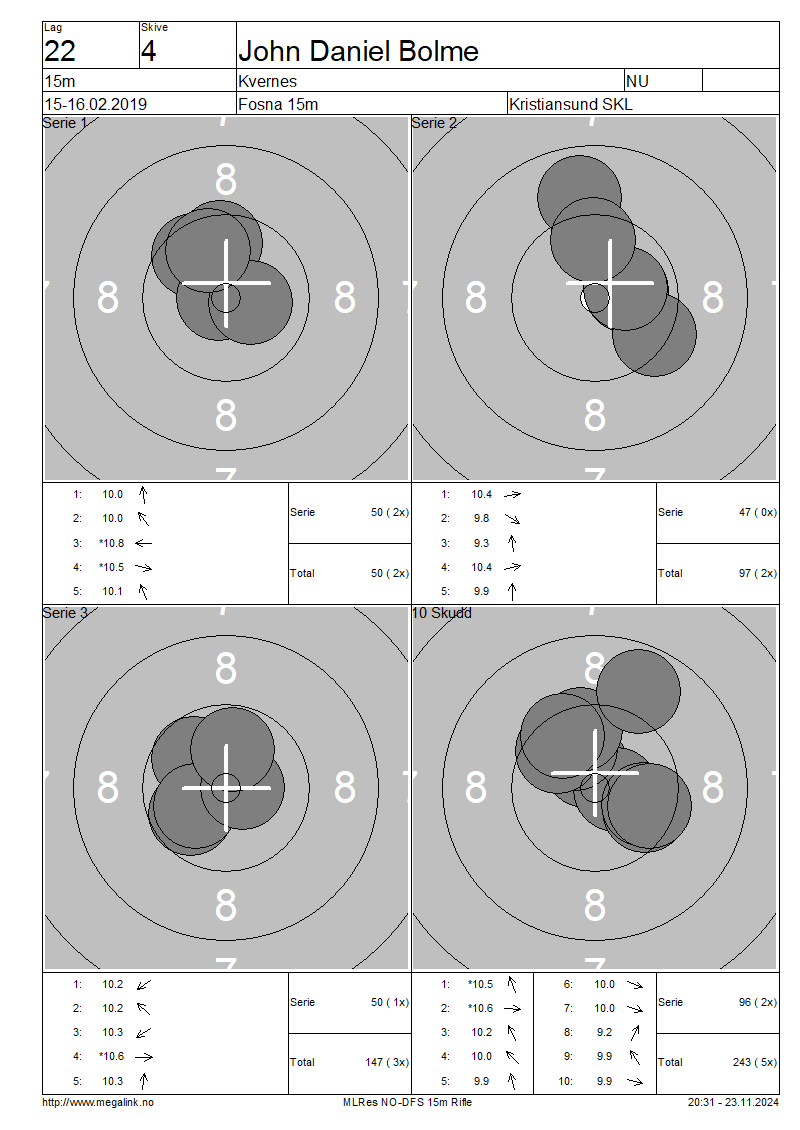 Lag
22
Skive
4
John Daniel Bolme
15m
Kvernes
NU
15-16.02.2019
Fosna 15m
Kristiansund SKL
Serie 1
7
8
7
8
8
8
7
1: 10.0
2: 10.0
3: *10.8
4: *10.5
5: 10.1
Serie 50 ( 2x)
Total 50 ( 2x)
Serie 2
7
8
8
8
7
8
7
1: 10.4
2: 9.8
3: 9.3
4: 10.4
5: 9.9
Serie 47 ( 0x)
Total 97 ( 2x)
Serie 3
7
8
7
8
8
8
7
1: 10.2
2: 10.2
3: 10.3
4: *10.6
5: 10.3
Serie 50 ( 1x)
Total 147 ( 3x)
10 Skudd
7
8
8
8
7
8
7
1: *10.5
2: *10.6
3: 10.2
4: 10.0
5: 9.9
6: 10.0
7: 10.0
8: 9.2
9: 9.9
10: 9.9
Serie 96 ( 2x)
Total 243 ( 5x)
http://www.megalink.no
MLRes NO-DFS 15m Rifle
20:31 - 23.11.2024